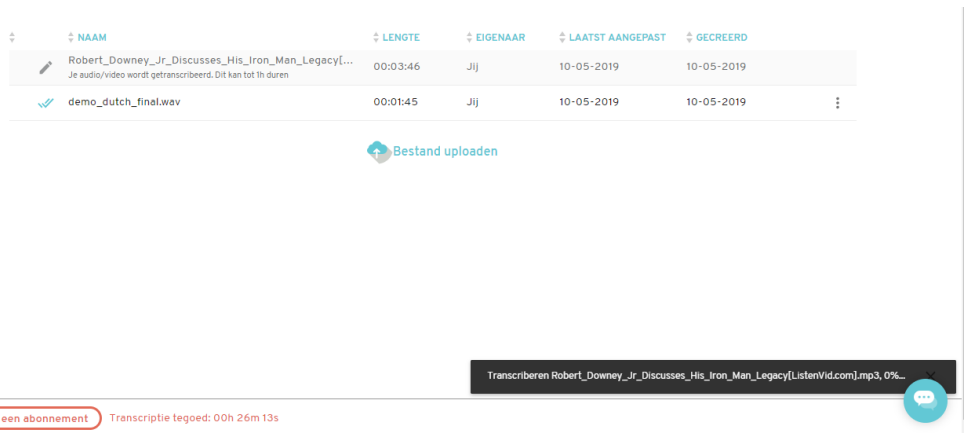 NAAM LENGTE EIGENAAR LAATST AANGEPAST GECREERD
Robert_Downey_Jr_Discusses_His_Iron_Man_Legacy[... 00:03:46 Jij 10-05-2019 10-05-2019
Je audio/video wordt getranscribeerd. Dit kan tot 1h duren
demo_dutch_final.wav 00:01:45 Jij 10-05-2019 10-05-2019
Bestand uploaden
Transcriberen Robert_Downey_Jr_Discusses_His_Iron_Man_Legacy[ListenVid.com].mp3, 0%...
een abonnement Transcriptie tegoed: 00h 26m 13s